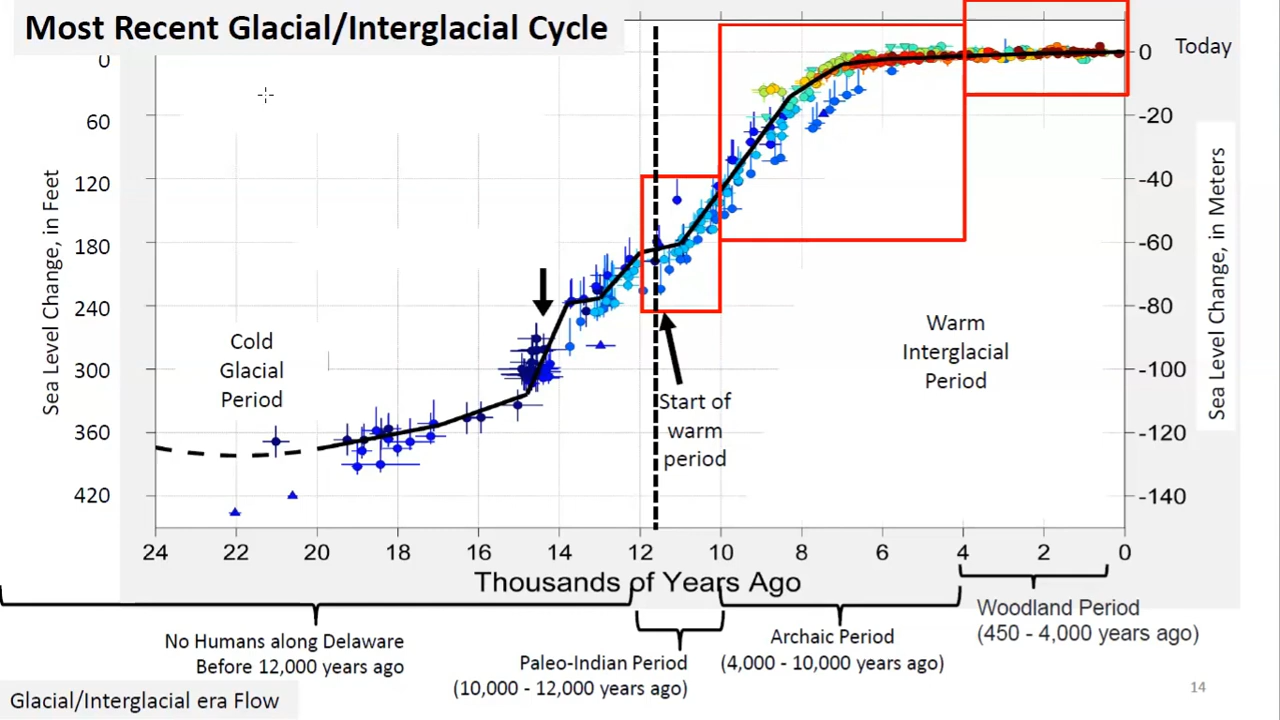 Most Recent Glacial/Interglacial Cycle
0
60
120
180
240
300
360
420
Sea Level Change, in Feet
0
-20
-40
-60
-80
-100
-120
-140
Today
Sea Level Change, in Meters
Cold
Glacial
Period
Start of
warm
period
Warm
Interglacial
Period
24 22 20 18 16 14 12 10 8 6 4 2 0
Thousands of Years Ago
No Humans along Delaware
Before 12,000 years ago
Paleo-Indian Period
(10,000 - 12,000 years ago)
Archaic Period
(4,000 - 10,000 years ago)
Woodland Period
(450 - 4,000 years ago)
Glacial/Interglacial era Flow
14